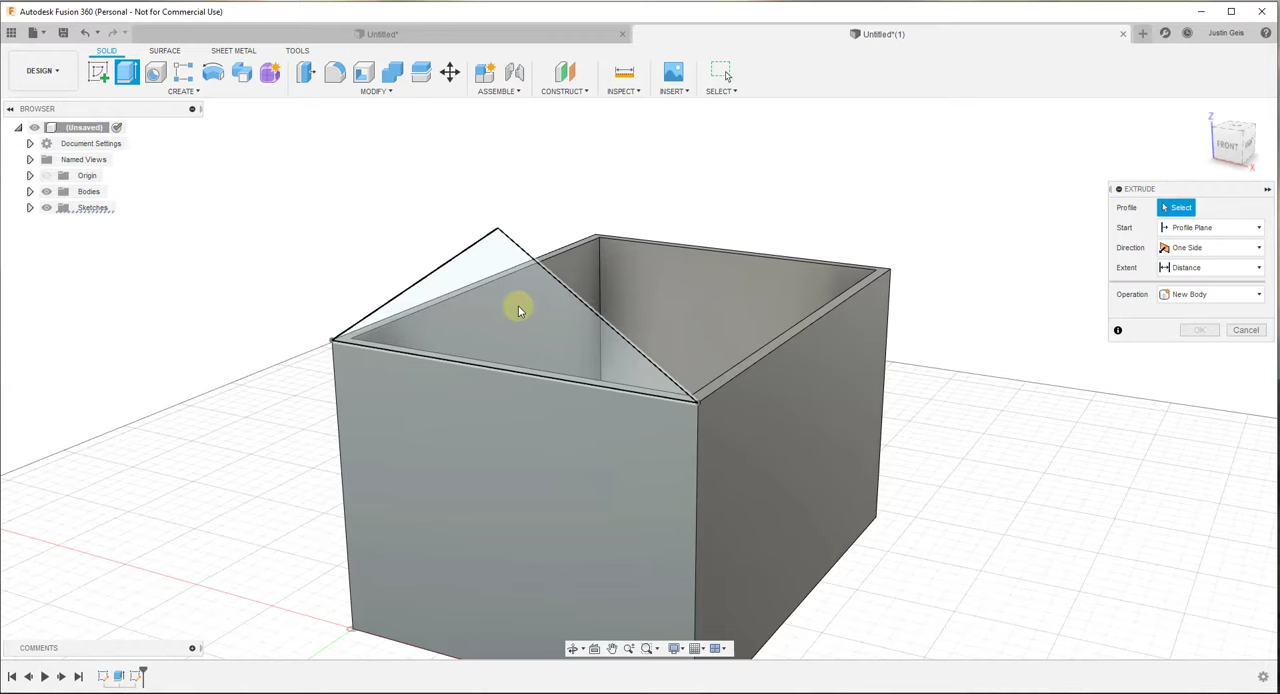 Autodesk Fusion 360 (Personal - Not for Commercial Use)
Untitled*
Untitled*(1)
Justin Geis
DESIGN
SOLID
SURFACE
SHEET METAL
TOOLS
CREATE
MODIFY
ASSEMBLE
CONSTRUCT
INSPECT
INSERT
SELECT
BROWSER
(Unsaved)
Document Settings
Named Views
Origin
Bodies
Sketches
Z
FRONT
X
EXTRUDE
Profile Select
Start Profile Plane
Direction One Side
Extent Distance
Operation New Body
OK Cancel
COMMENTS